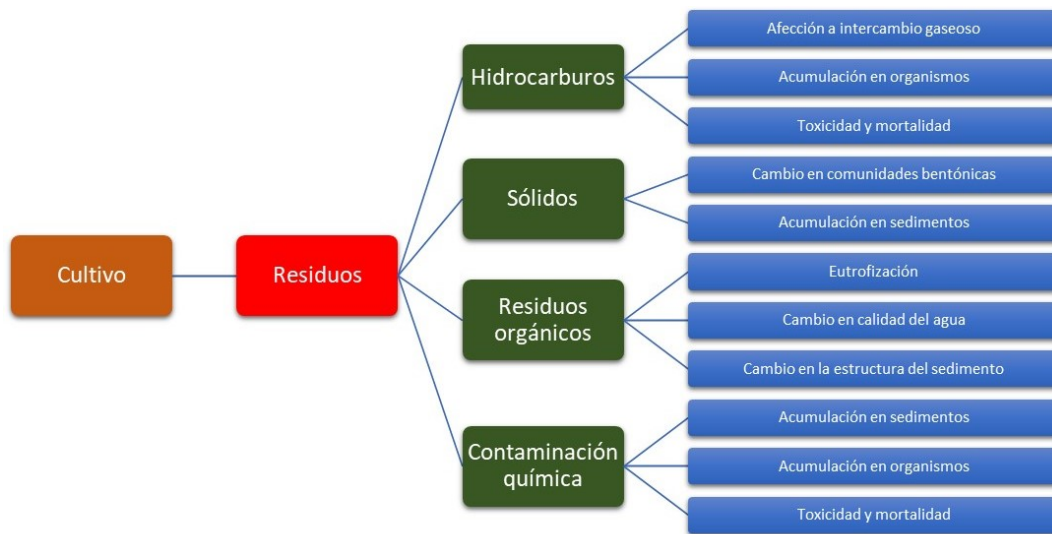 Cultivo
Residuos
Hidrocarburos
Afección a intercambio gaseoso
Acumulación en organismos
Toxicidad y mortalidad
Sólidos
Cambio en comunidades bentónicas
Acumulación en sedimentos
Residuos
orgánicos
Eutrofización
Cambio en calidad del agua
Cambio en la estructura del sedimento
Contaminación
química
Acumulación en sedimentos
Acumulación en organismos
Toxicidad y mortalidad